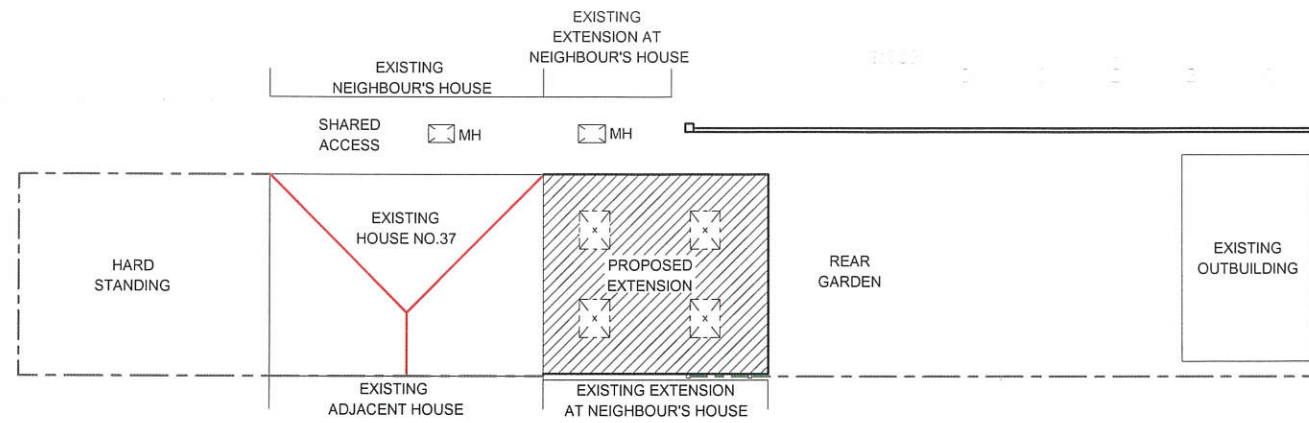 EXISTING
EXTENSION AT
NEIGHBOUR'S HOUSE
EXISTING
NEIGHBOUR'S HOUSE
SHARED
ACCESS
MH
MH
EXISTING
HOUSE NO.37
HARD
STANDING
PROPOSED
EXTENSION
REAR
GARDEN
EXISTING
OUTBUILDING
EXISTING
ADJACENT HOUSE
EXISTING EXTENSION
AT NEIGHBOUR'S HOUSE